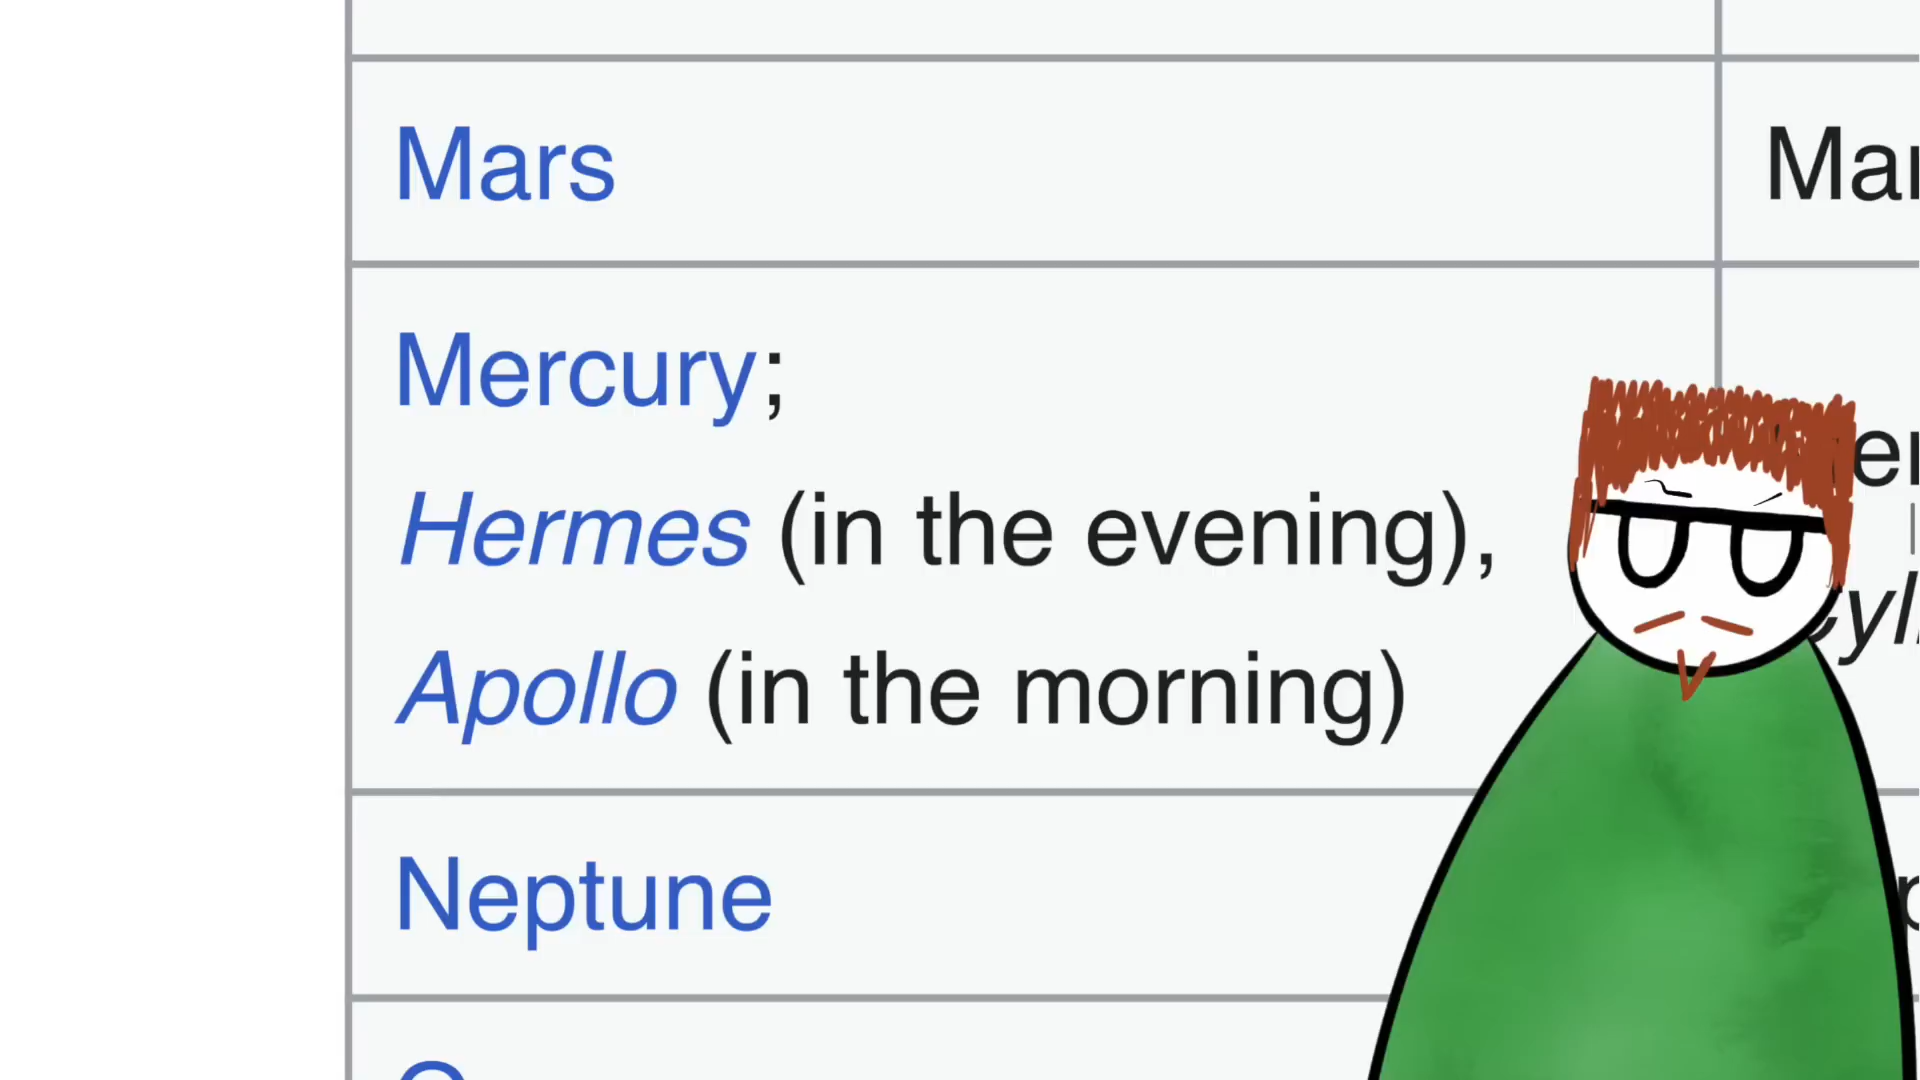 Mars
Mercury;
Hermes (in the evening),
Apollo (in the morning)
Neptune